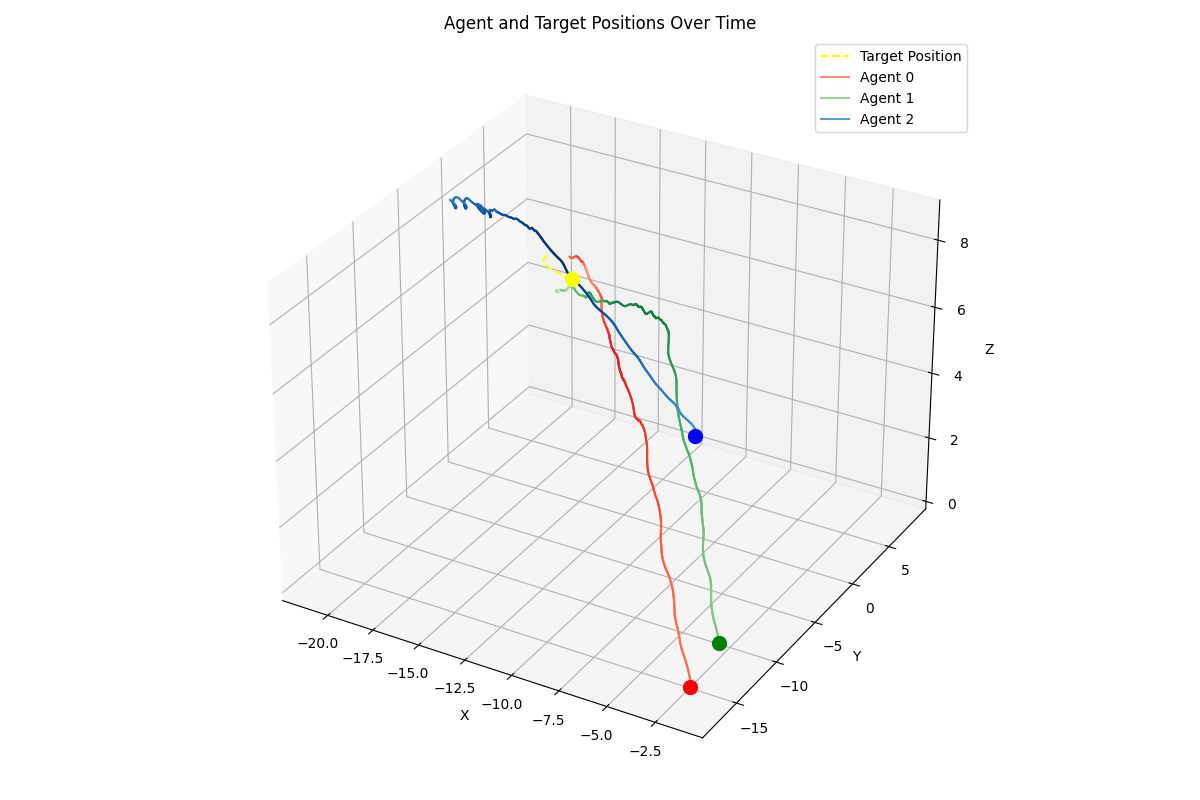 Agent and Target Positions Over Time
Target Position
Agent 0
Agent 1
Agent 2
8
6
4
2
0
Z
5
0
−5
−10
−15
Y
−20.0
−17.5
−15.0
−12.5
−10.0
−7.5
−5.0
−2.5
X